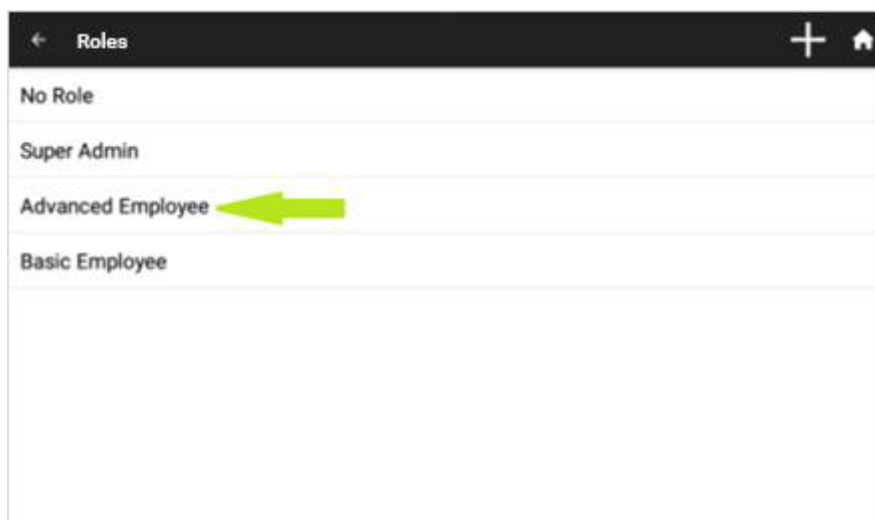 Roles
No Role
Super Admin
Advanced Employee
Basic Employee